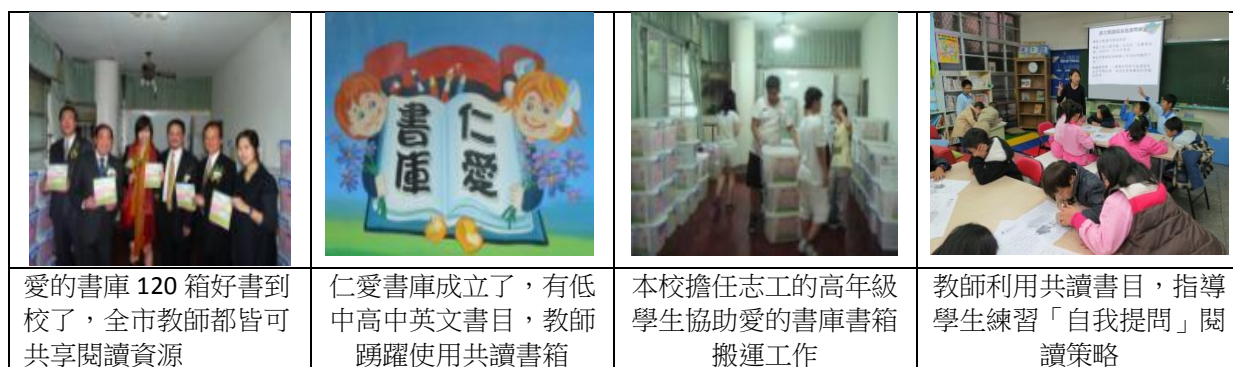 書 仁
庫 愛
愛的書庫 120 箱好書到
校了，全市教師都皆可
共享閱讀資源
仁愛書庫成立了，有低
中高中英文書目，教師
踴躍使用共讀書箱
本校擔任志工的高年級
學生協助愛的書庫書箱
搬運工作
教師利用共讀書目，指導
學生練習「自我提問」閱
讀策略